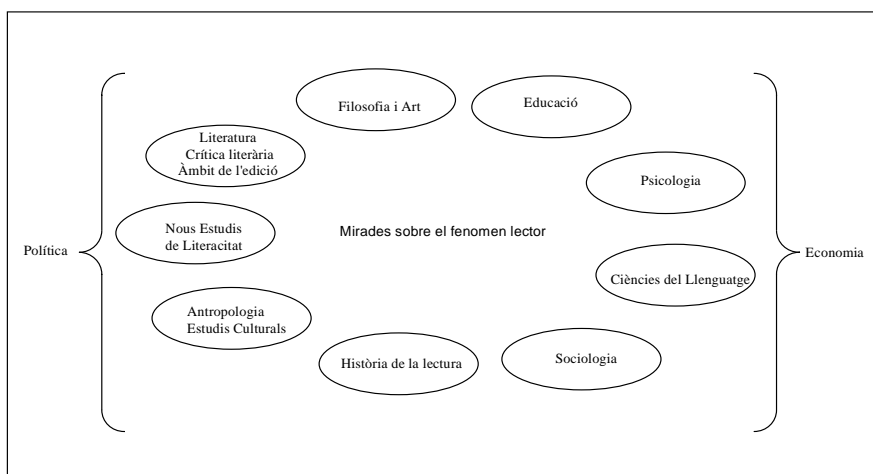 Filosofia i Art
Educació
Literatura
Crítica literària
Àmbit de l'edició
Psicologia
Nous Estudis
de Literacitat
Mirades sobre el fenomen lector
Política
Economia
Ciències del Llenguatge
Antropologia
Estudis Culturals
Història de la lectura
Sociologia